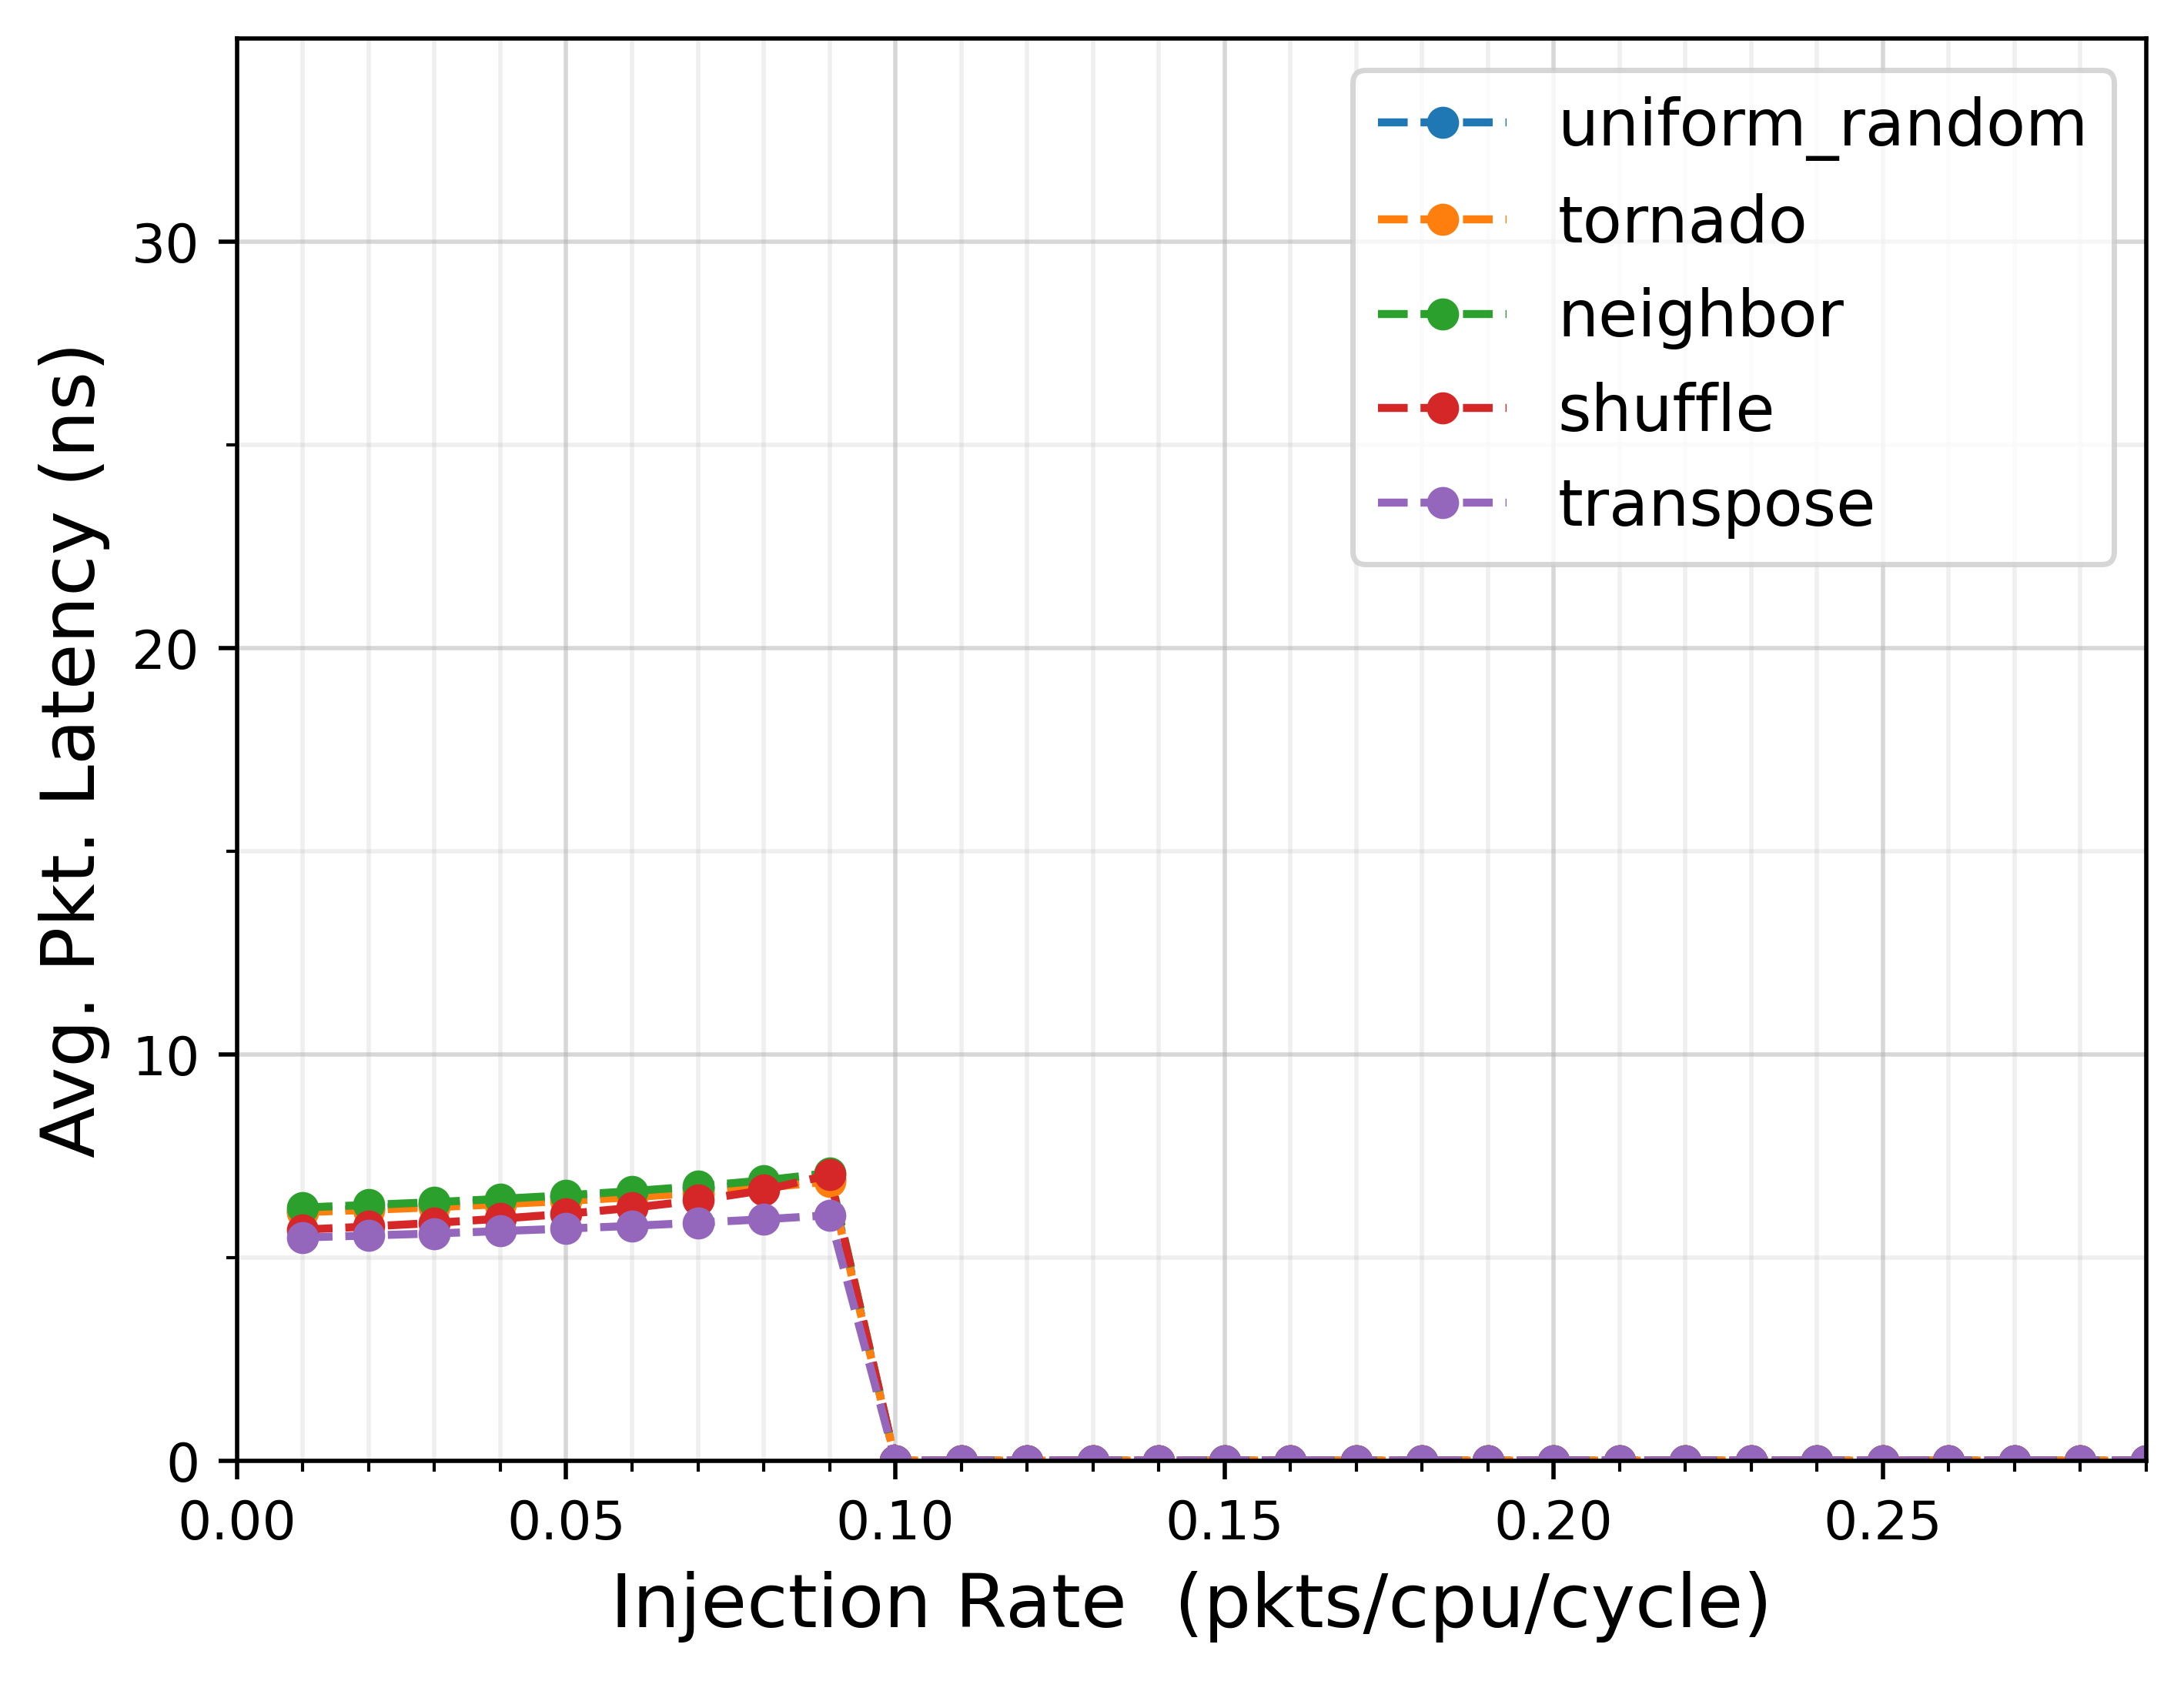 Avg. Pkt. Latency (ns)
30
20
10
0
uniform_random
tornado
neighbor
shuffle
transpose
0.00 0.05 0.10 0.15 0.20 0.25
Injection Rate (pkts/cpu/cycle)